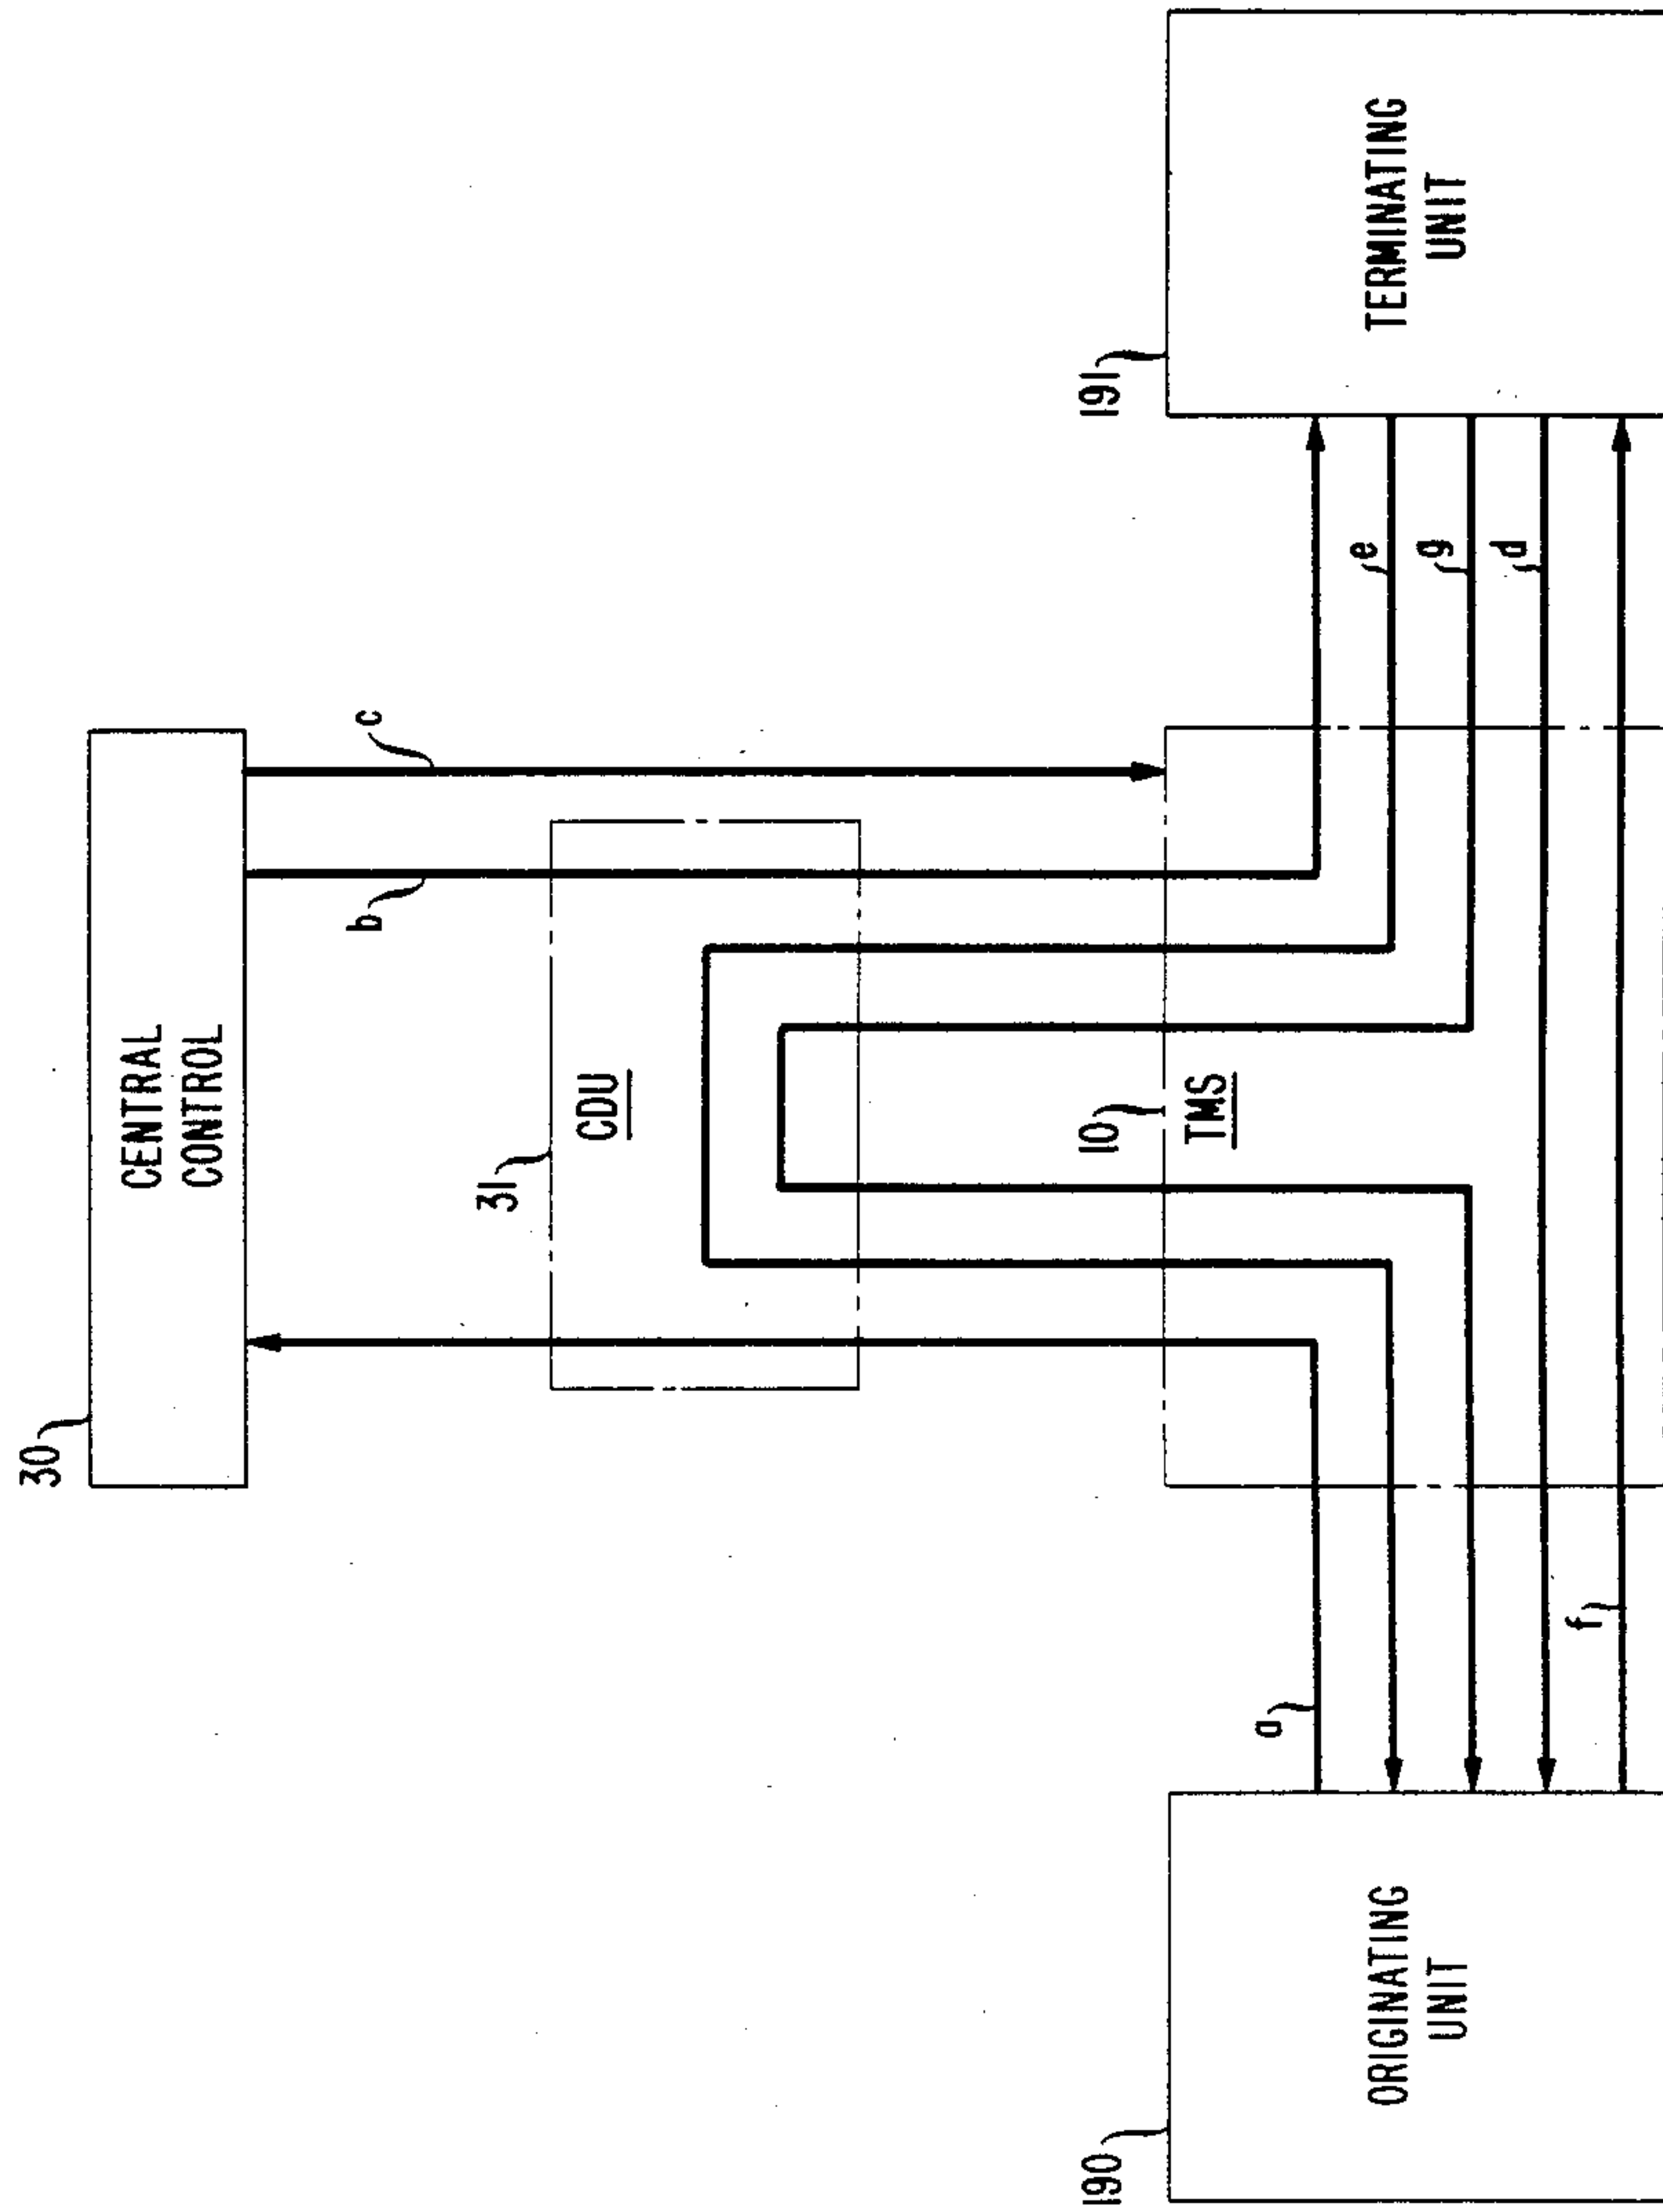 30
CENTRAL
CONTROL
b
c
31
CDU
10
TMS
190
ORIGINATING
UNIT
a
f
191
TERMINATING
UNIT
e
g
d